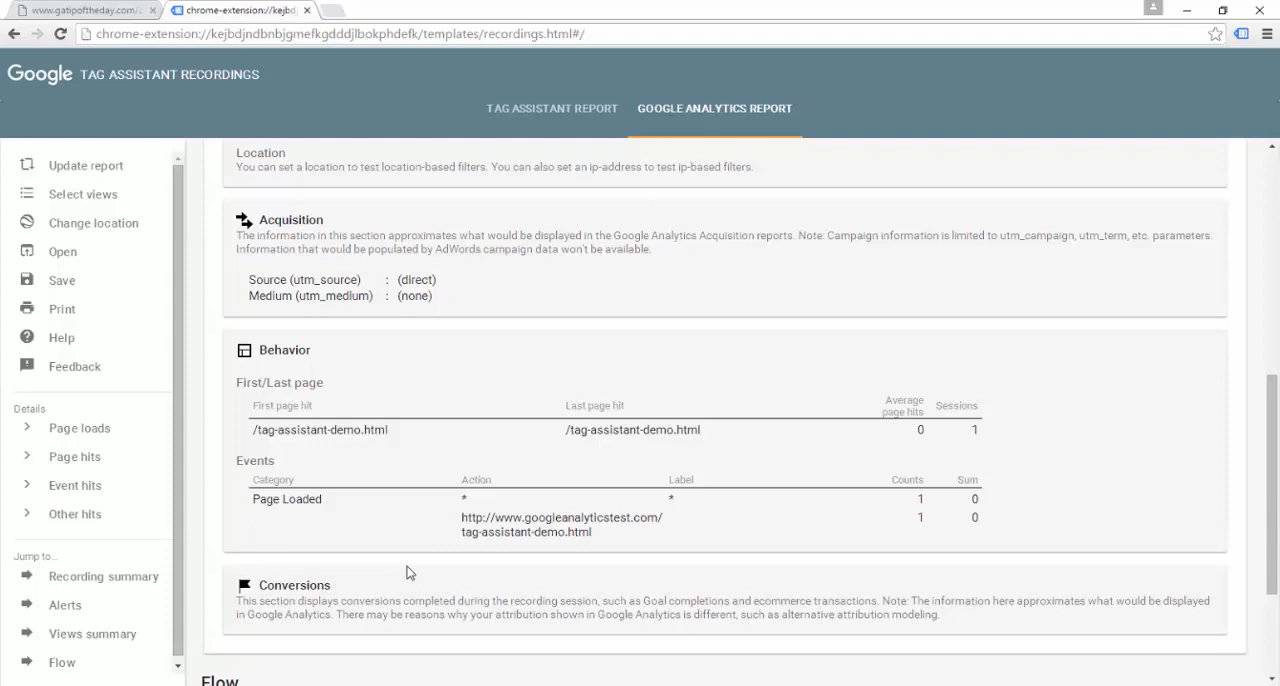 www.gatipoftheday.com/
chrome-extension://kejbdj
chrome-extension://kejbdjndbnbjgmefkgdddjlbokphdefk/templates/recordings.html#/
Google TAG ASSISTANT RECORDINGS
TAG ASSISTANT REPORT GOOGLE ANALYTICS REPORT
Update report
Select views
Change location
Open
Save
Print
Help
Feedback
Details
Page loads
Page hits
Event hits
Other hits
Jump to...
Recording summary
Alerts
Views summary
Flow
Location
You can set a location to test location-based filters. You can also set an ip-address to test ip-based filters.
Acquisition
The information in this section approximates what would be displayed in the Google Analytics Acquisition reports. Note: Campaign information is limited to utm_campaign, utm_term, etc. parameters.
Information that would be populated by AdWords campaign data won't be available.
Source (utm_source) : (direct)
Medium (utm_medium) : (none)
Behavior
First/Last page
First page hit Last page hit Average page hits Sessions
/tag-assistant-demo.html /tag-assistant-demo.html 0 1
Events
Category Action Label Counts Sum
Page Loaded * * 1 0
http://www.googleanalyticstest.com/ 1 0
tag-assistant-demo.html
Conversions
This section displays conversions completed during the recording session, such as Goal completions and ecommerce transactions. Note: The information here approximates what would be displayed
in Google Analytics. There may be reasons why your attribution shown in Google Analytics is different, such as alternative attribution modeling.
Flow